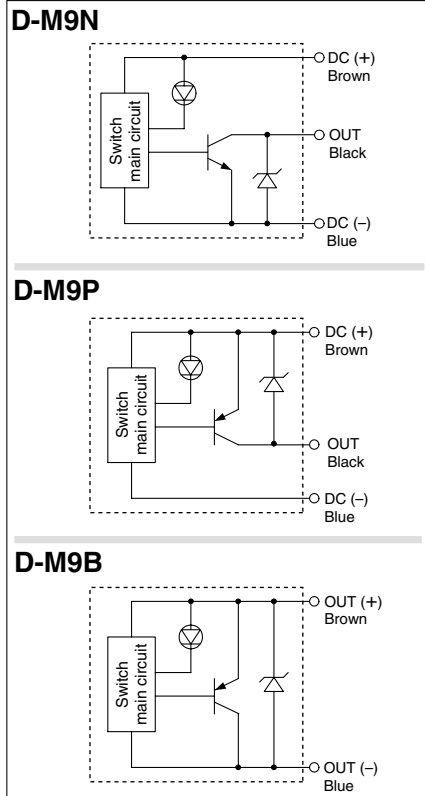 D-M9N
DC (+)
Brown
Switch
main circuit
OUT
Black
DC (–)
Blue
D-M9P
DC (+)
Brown
Switch
main circuit
OUT
Black
DC (–)
Blue
D-M9B
OUT (+)
Brown
Switch
main circuit
OUT (–)
Blue